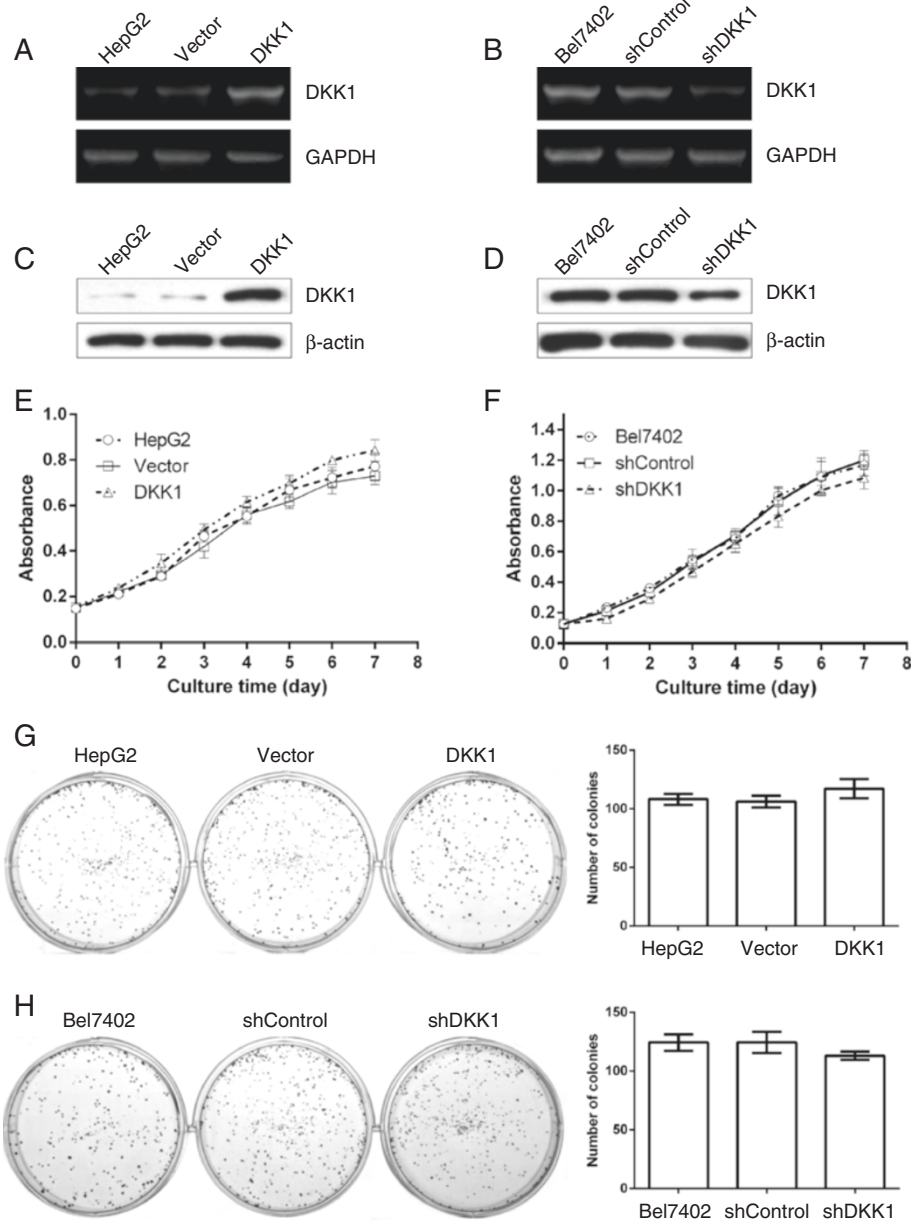 A
HepG2 Vector DKK1
DKK1
GAPDH
B
Bel7402 shControl shDKK1
DKK1
GAPDH
C
HepG2 Vector DKK1
DKK1
β-actin
D
Bel7402 shControl shDKK1
DKK1
β-actin
E
1.0
0.8
0.6
0.4
0.2
0.0
Absorbance
HepG2
Vector
DKK1
0 1 2 3 4 5 6 7 8
Culture time (day)
F
1.4
1.2
1.0
0.8
0.6
0.4
0.2
0.0
Absorbance
Bel7402
shControl
shDKK1
0 1 2 3 4 5 6 7 8
Culture time (day)
G
HepG2 Vector DKK1
150
100
50
0
Number of colonies
HepG2 Vector DKK1
H
Bel7402 shControl shDKK1
150
100
50
0
Number of colonies
Bel7402 shControl shDKK1